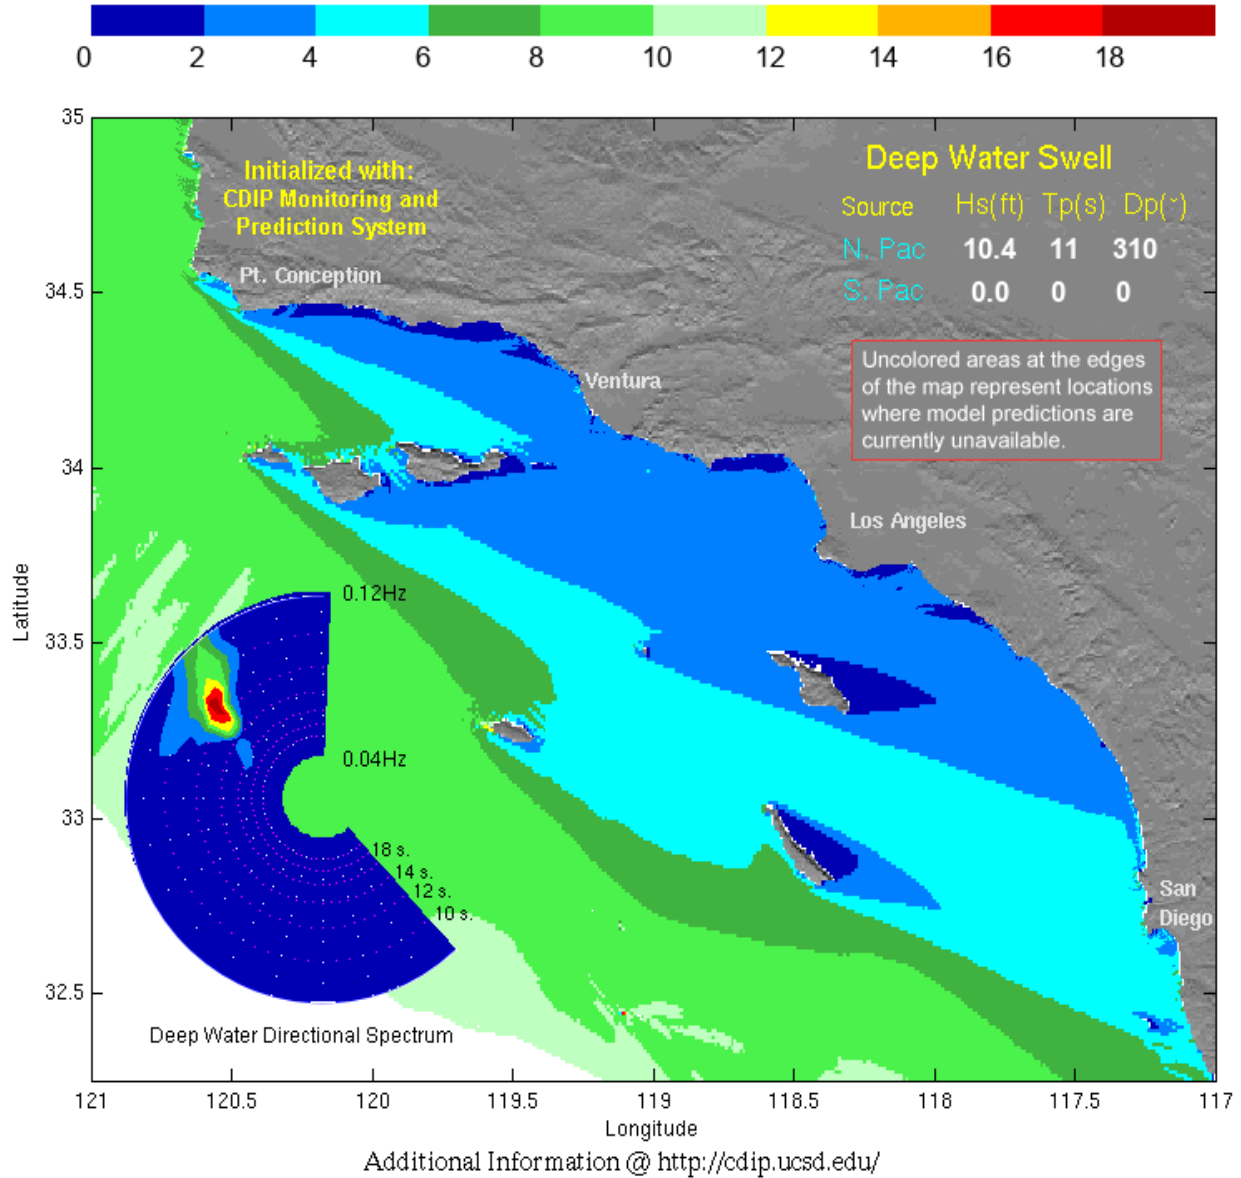 0 2 4 6 8 10 12 14 16 18
35
34.5
34
33.5
33
32.5
Latitude
Initialized with:
CDIP Monitoring and
Prediction System
Pt. Conception
Deep Water Swell
Source Hs(ft) Tp(s) Dp(˘)
N. Pac 10.4 11 310
S. Pac 0.0 0 0
Uncolored areas at the edges
of the map represent locations
where model predictions are
currently unavailable.
Ventura
Los Angeles
San
Diego
0.12Hz
0.04Hz
18 s.
14 s.
12 s.
10 s.
Deep Water Directional Spectrum
121 120.5 120 119.5 119 118.5 118 117.5 117
Longitude
Additional Information @ http://cdip.ucsd.edu/